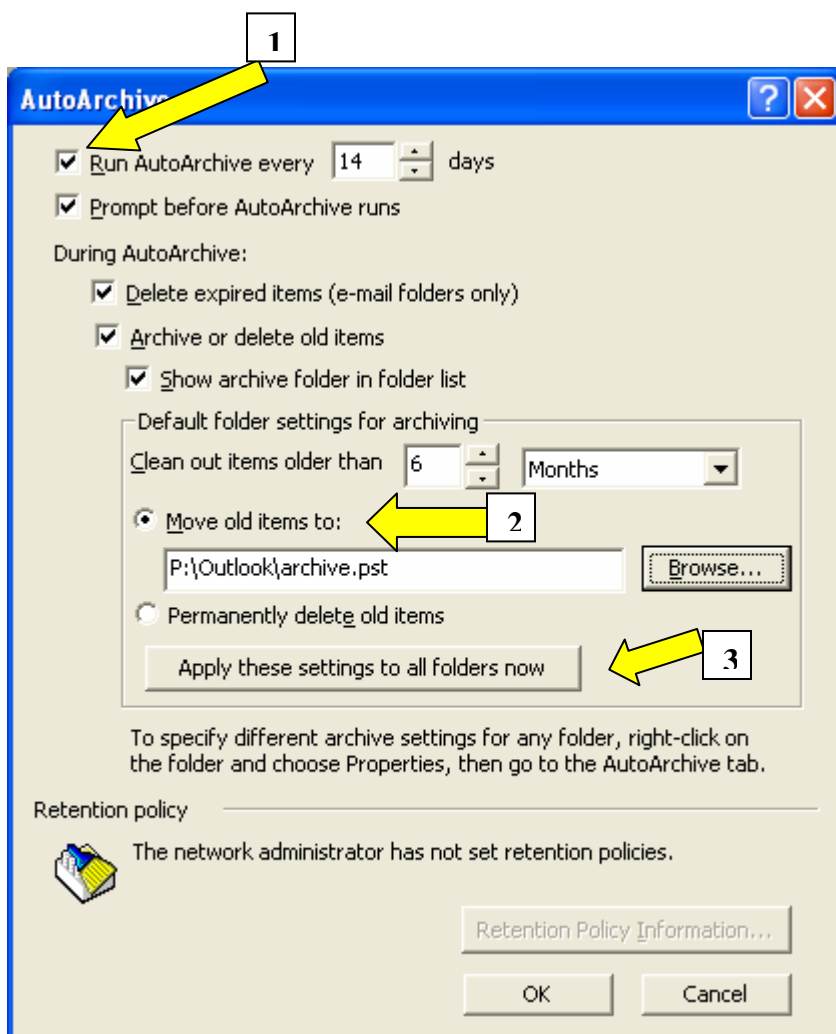 1
AutoArchive
Run AutoArchive every 14 days
Prompt before AutoArchive runs
During AutoArchive:
Delete expired items (e-mail folders only)
Archive or delete old items
Show archive folder in folder list
Default folder settings for archiving
Clean out items older than 6 Months
Move old items to: 2
P:\Outlook\archive.pst Browse...
Permanently delete old items
Apply these settings to all folders now 3
To specify different archive settings for any folder, right-click on
the folder and choose Properties, then go to the AutoArchive tab.
Retention policy
The network administrator has not set retention policies.
Retention Policy Information...
OK Cancel